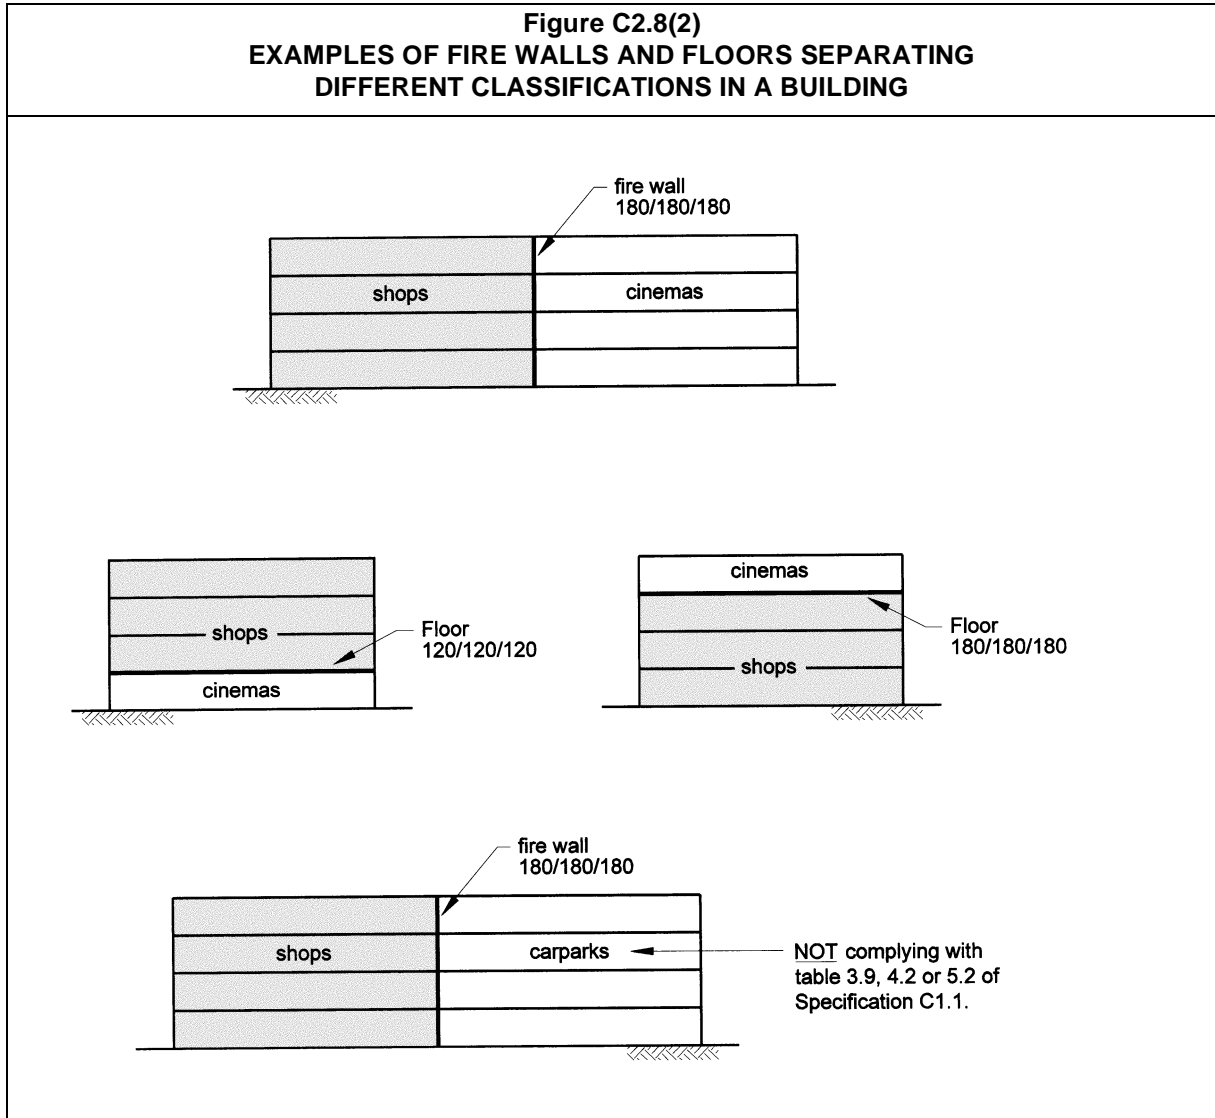 Figure C2.8(2)
EXAMPLES OF FIRE WALLS AND FLOORS SEPARATING
DIFFERENT CLASSIFICATIONS IN A BUILDING
fire wall
180/180/180
shops
cinemas
shops
Floor
120/120/120
cinemas
cinemas
Floor
180/180/180
shops
fire wall
180/180/180
shops
carparks
NOT complying with
table 3.9, 4.2 or 5.2 of
Specification C1.1.